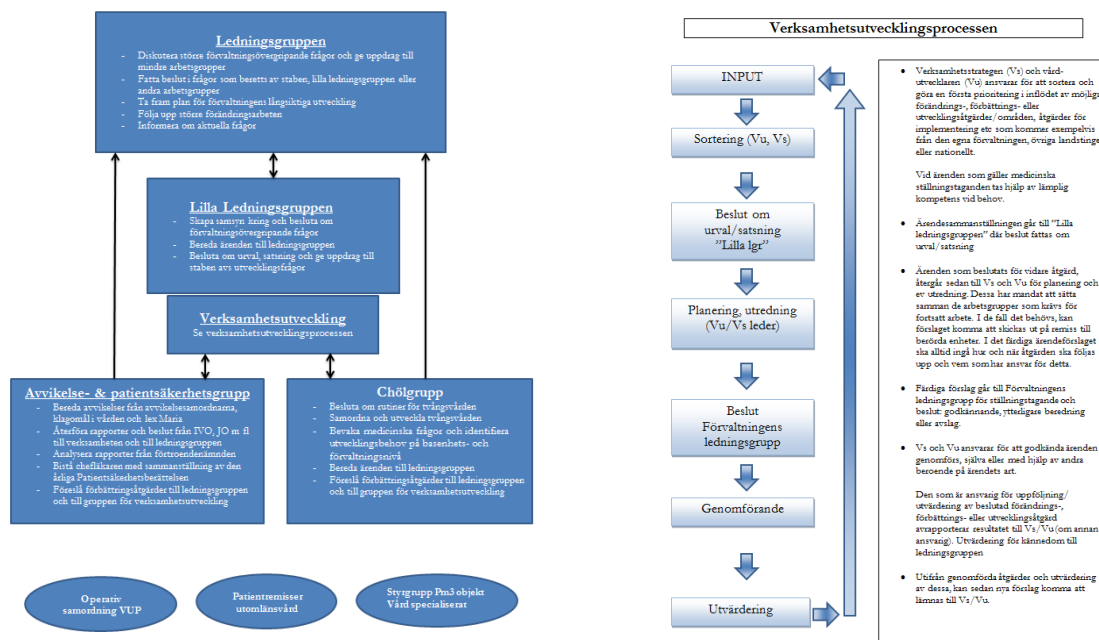 Ledningsgruppen
- Diskutera större förvaltningsövergripande frågor och ge uppdrag till
mindre arbetsgrupper
- Fatta beslut i frågor som beretts av staben, lilla ledningsgruppen eller
andra arbetsgrupper
- Ta fram plan för förvaltningens långsiktiga utveckling
- Följa upp större förändringsarbeten
- Informera om aktuella frågor
Lilla Ledningsgruppen
- Skapa samsyn kring och besluta om
förvaltningsövergripande frågor
- Bereda ärenden till ledningsgruppen
- Besluta om urval, satsning och ge uppdrag till
staben avs utvecklingsfrågor
Verksamhetsutveckling
Se verksamhetsutvecklingsprocessen
Avvikelse- & patientsäkerhetsgrupp
- Bereda avvikelser från avvikelsesamordnarna,
klagomål i vården och lex Maria
- Återföra rapporter och beslut från IVO, JO m fl
till verksamheten och till ledningsgruppen
- Analysera rapporter från förtroendenämnden
- Bistå chefläkaren med sammanställning av den
årliga Patientsäkerhetsberättelsen
- Föreslå förbättringsåtgärder till ledningsgruppen
och till gruppen för verksamhetsutveckling
Chölgrupp
- Besluta om rutiner för tvångsvården
- Samordna och utveckla tvångsvården
- Bevaka medicinska frågor och identifiera
utvecklingsbehov på basenhets- och
förvaltningsnivå
- Bereda ärenden till ledningsgruppen
- Föreslå förbättringsåtgärder till ledningsgruppen
och till gruppen för verksamhetsutveckling
Operativ
samordning VUP
Patientremisser
utomlänsvård
Styrgrupp Pm3 objekt
Vård specialiserat
Verksamhetsutvecklingsprocessen
INPUT
Sortering (Vu, Vs)
Beslut om
urval/satsning
”Lilla lgr”
Planering, utredning
(Vu/Vs leder)
Beslut
Förvaltningens
ledningsgrupp
Genomförande
Utvärdering
• Verksamhetsstrategen (Vs) och vård-
utvecklaren (Vu) ansvarar för att sortera och
göra en första prioritering i inflödet av möjliga
förändrings-, förbättrings- eller
utvecklingsåtgärder/områden, åtgärder för
implementering etc som kommer exempelvis
från den egna förvaltningen, övriga landstinge
eller nationellt.
Vid ärenden som gäller medicinska
ställningstaganden tas hjälp av lämplig
kompetens vid behov.
• Ärendesammanställningen går till ”Lilla
ledningsgruppen” där beslut fattas om
urval/satsning
• Ärenden som beslutats för vidare åtgärd,
återgår sedan till Vs och Vu för planering och
ev utredning. Dessa har mandat att sätta
samman de arbetsgrupper som krävs för
fortsatt arbete. I de fall det behövs, kan
förslaget komma att skickas ut på remiss till
berörda enheter. I det färdiga ärendeförslaget
ska alltid ingå hur och när åtgärden ska följas
upp och vem som har ansvar för detta.
• Färdiga förslag går till Förvaltningens
ledningsgrupp för ställningstagande och
beslut: godkännande, ytterligare beredning
eller avslag.
• Vs och Vu ansvarar för att godkända ärenden
genomförs, själva eller med hjälp av andra
beroende på ärendets art.
Den som är ansvarig för uppföljning/
utvärdering av beslutad förändrings-,
förbättrings- eller utvecklingsåtgärd
avrapporterar resultatet till Vs/Vu (om annan
ansvarig). Utvärdering för kännedom till
ledningsgruppen
• Utifrån genomförda åtgärder och utvärdering
av dessa, kan sedan nya förslag komma att
lämnas till Vs/Vu.